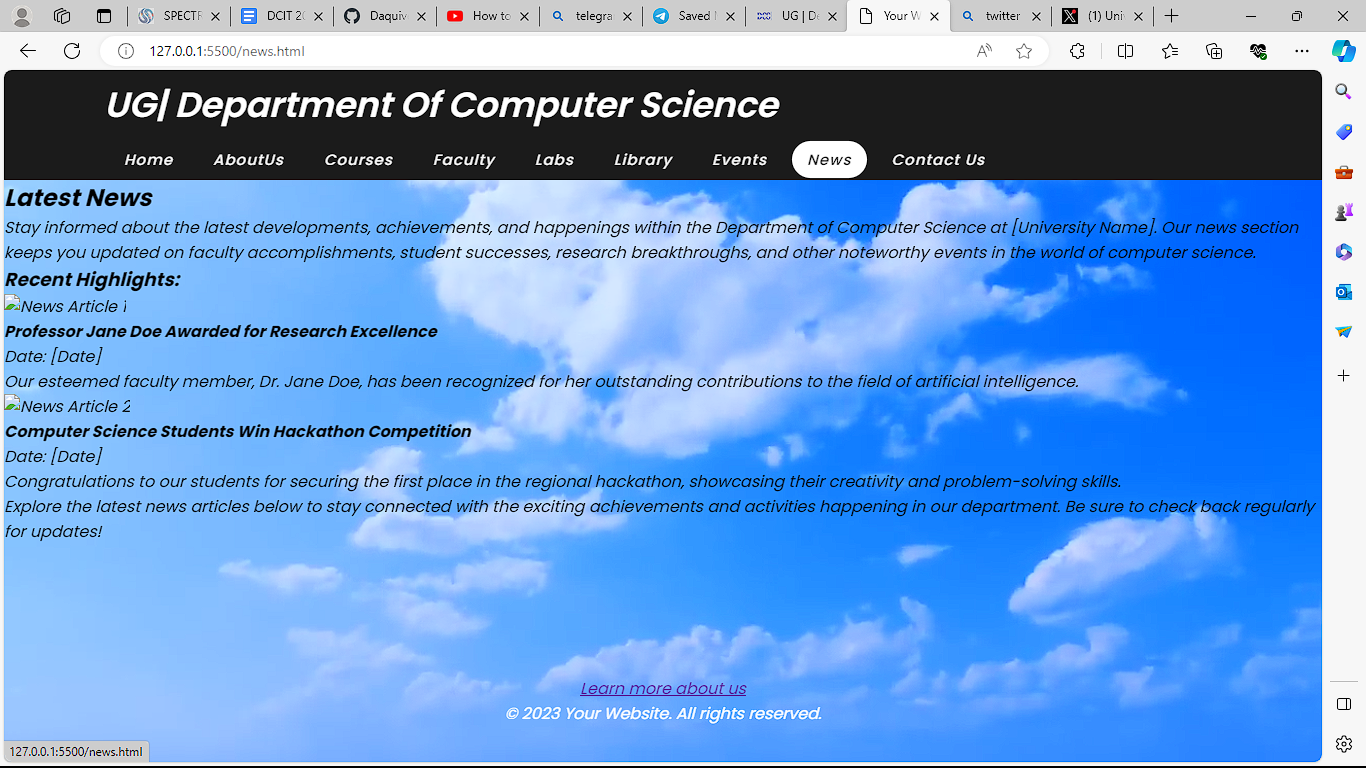 SPECTR
DCIT 20
Daquiv
How to
telegra
Saved M
UG | De
Your W
twitter
(1) Uni
127.0.0.1:5500/news.html
UG| Department Of Computer Science
Home AboutUs Courses Faculty Labs Library Events News Contact Us
Latest News
Stay informed about the latest developments, achievements, and happenings within the Department of Computer Science at [University Name]. Our news section
keeps you updated on faculty accomplishments, student successes, research breakthroughs, and other noteworthy events in the world of computer science.
Recent Highlights:
News Article 1
Professor Jane Doe Awarded for Research Excellence
Date: [Date]
Our esteemed faculty member, Dr. Jane Doe, has been recognized for her outstanding contributions to the field of artificial intelligence.
News Article 2
Computer Science Students Win Hackathon Competition
Date: [Date]
Congratulations to our students for securing the first place in the regional hackathon, showcasing their creativity and problem-solving skills.
Explore the latest news articles below to stay connected with the exciting achievements and activities happening in our department. Be sure to check back regularly
for updates!
Learn more about us
© 2023 Your Website. All rights reserved.
127.0.0.1:5500/news.html